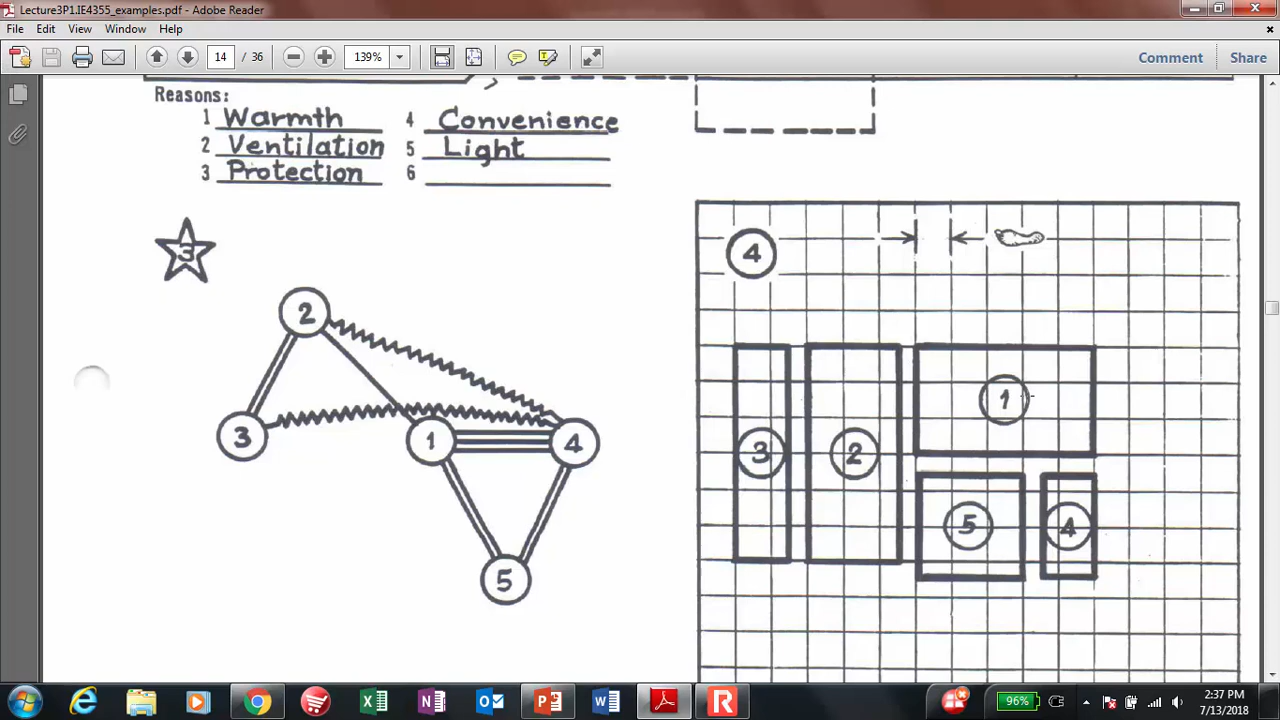 Lecture3P1.IE4355_examples.pdf - Adobe Reader
File Edit View Window Help
14 / 36 139% Comment Share
Reasons:
1 Warmth 4 Convenience
2 Ventilation 5 Light
3 Protection 6
3
4
2
3 1 4
5
1
3 2
5 4
96% 2:37 PM
7/13/2018